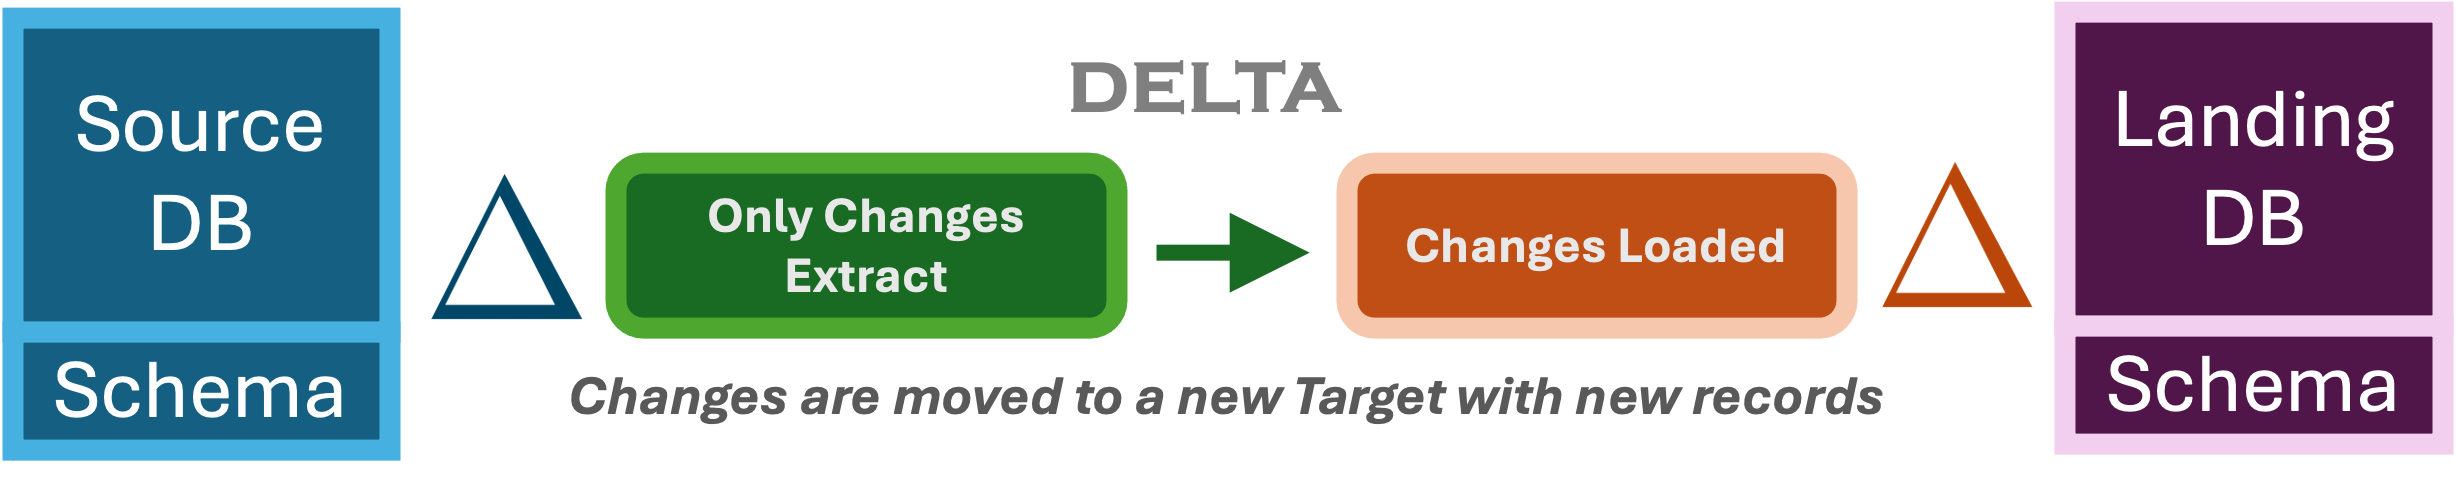 Source
DB
Schema
DELTA
Only Changes
Extract
Changes Loaded
Changes are moved to a new Target with new records
Landing
DB
Schema